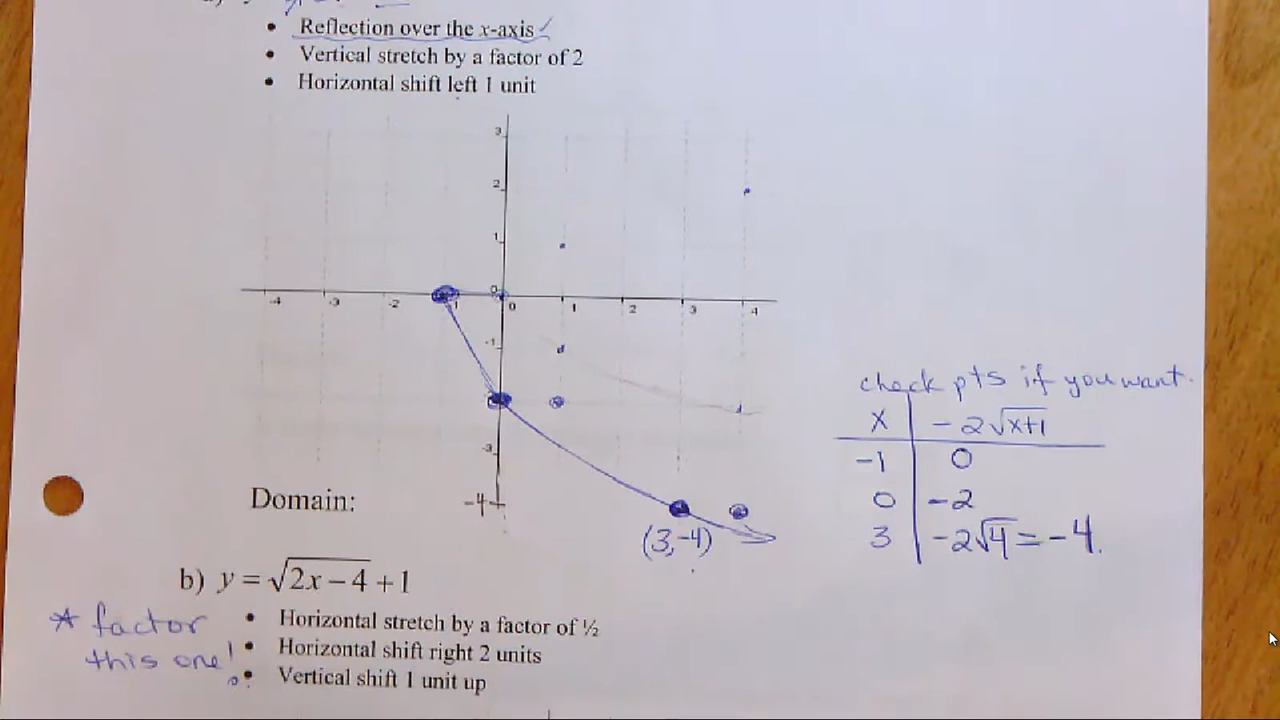 • Reflection over the x-axis
• Vertical stretch by a factor of 2
• Horizontal shift left 1 unit
3
2
1
0
-4 -3 -2 1 0 1 2 3 4
-1
-3
-4
check pts if you want.
x -2√x+1
-1 0
0 -2
3 -2√4 = -4.
Domain:
(3,-4)
b) y = √2x - 4 + 1
* factor this one!
• Horizontal stretch by a factor of ½
• Horizontal shift right 2 units
• Vertical shift 1 unit up